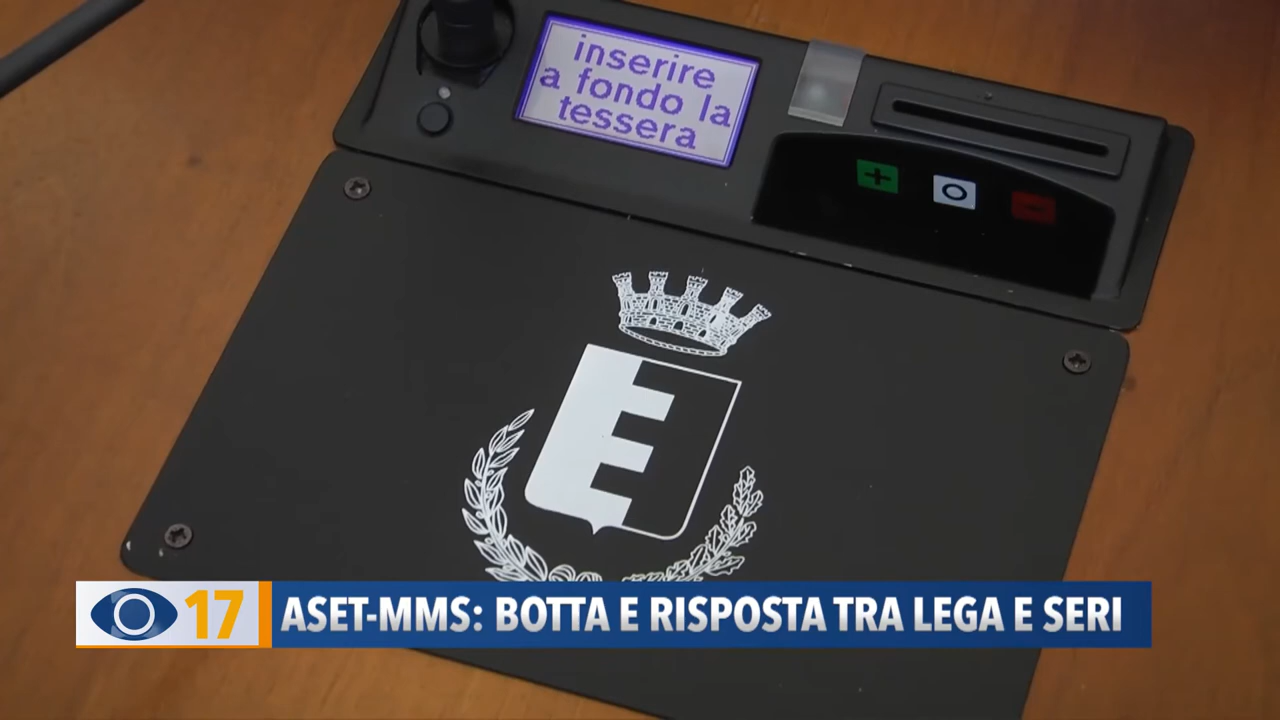 inserire
a fondo la
tessera
+ O -
17 ASET-MMS: BOTTA E RISPOSTA TRA LEGA E SERI